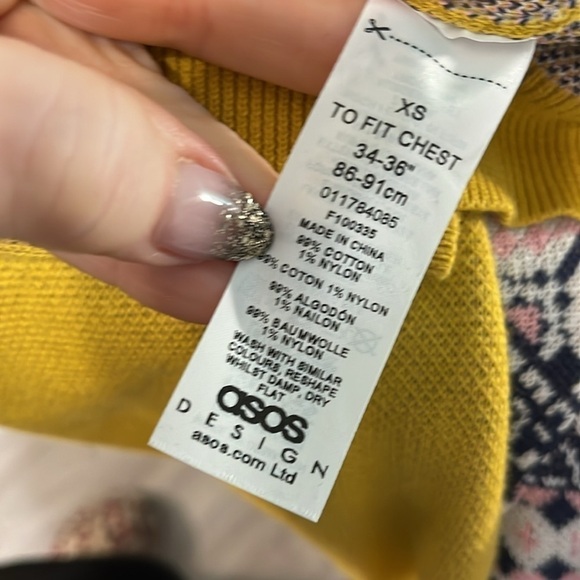 XS
TO FIT CHEST
34-36"
86-91cm
011784085
F100335
MADE IN CHINA
99% COTTON
1% NYLON
99% COTON 1% NYLON
99% ALGODÓN
1% NAILON
99% BAUMWOLLE
1% NYLON
WASH WITH SIMILAR
COLOURS, RESHAPE
WHILST DAMP, DRY
FLAT
asos
DESIGN
asos.com Ltd